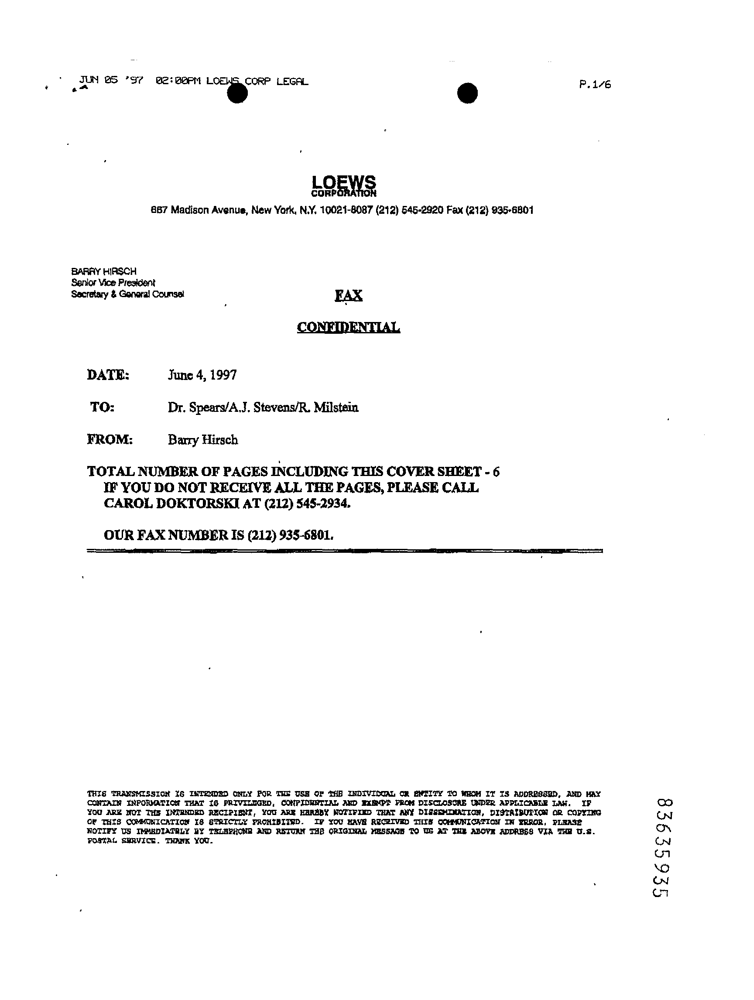 JUN 05 '97 02:00PM LOEWS CORP LEGAL P.1/6
LOEWS
CORPORATION
667 Madison Avenue, New York, N.Y. 10021-8087 (212) 545-2920 Fax (212) 935-6801
BARRY HIRSCH
Senior Vice President
Secretary & General Counsel
FAX
CONFIDENTIAL
DATE: June 4, 1997
TO: Dr. Spears/A.J. Stevens/R. Milstein
FROM: Barry Hirsch
TOTAL NUMBER OF PAGES INCLUDING THIS COVER SHEET - 6
IF YOU DO NOT RECEIVE ALL THE PAGES, PLEASE CALL
CAROL DOKTORSKI AT (212) 545-2934.
OUR FAX NUMBER IS (212) 935-6801.
THIS TRANSMISSION IS INTENDED ONLY FOR THE USE OF THE INDIVIDUAL OR ENTITY TO WHOM IT IS ADDRESSED, AND MAY
CONTAIN INFORMATION THAT IS PRIVILEGED, CONFIDENTIAL AND EXEMPT FROM DISCLOSURE UNDER APPLICABLE LAW. IF
YOU ARE NOT THE INTENDED RECIPIENT, YOU ARE HEREBY NOTIFIED THAT ANY DISSEMINATION, DISTRIBUTION OR COPYING
OF THIS COMMUNICATION IS STRICTLY PROHIBITED. IF YOU HAVE RECEIVED THIS COMMUNICATION IN ERROR, PLEASE
NOTIFY US IMMEDIATELY BY TELEPHONE AND RETURN THE ORIGINAL MESSAGE TO US AT THE ABOVE ADDRESS VIA THE U.S.
POSTAL SERVICE. THANK YOU.
83635935